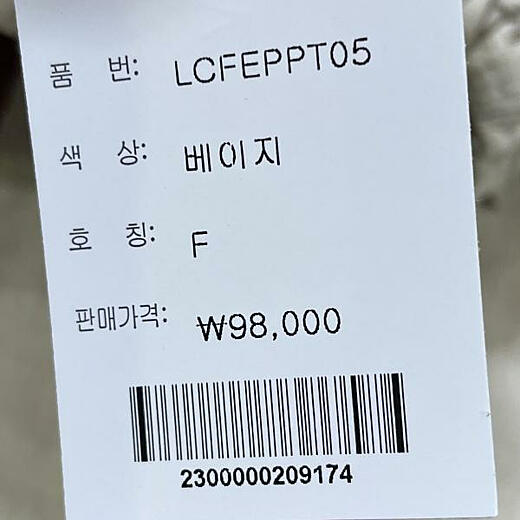 품 번: LCFEPPT05
색 상: 베이지
호 칭: F
판매가격: ₩98,000
2300000209174